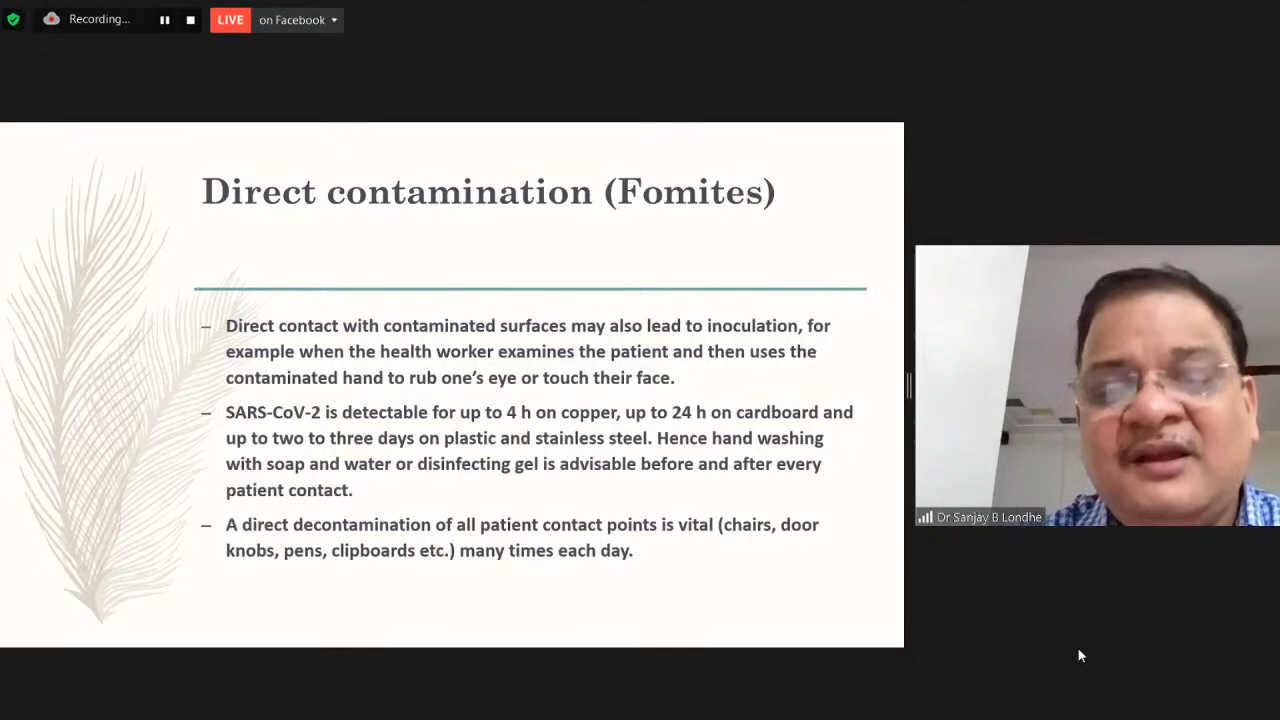 Recording...
LIVE on Facebook
Direct contamination (Fomites)
– Direct contact with contaminated surfaces may also lead to inoculation, for
example when the health worker examines the patient and then uses the
contaminated hand to rub one’s eye or touch their face.
– SARS-CoV-2 is detectable for up to 4 h on copper, up to 24 h on cardboard and
up to two to three days on plastic and stainless steel. Hence hand washing
with soap and water or disinfecting gel is advisable before and after every
patient contact.
– A direct decontamination of all patient contact points is vital (chairs, door
knobs, pens, clipboards etc.) many times each day.
Dr Sanjay B Londhe